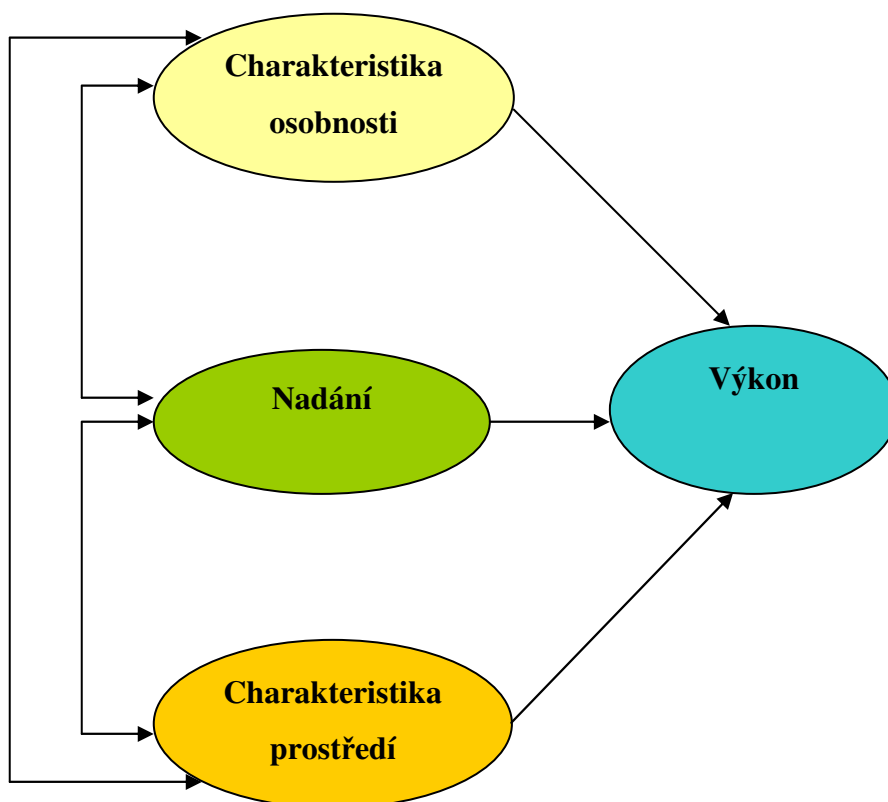 Charakteristika
osobnosti
Nadání
Výkon
Charakteristika
prostředí